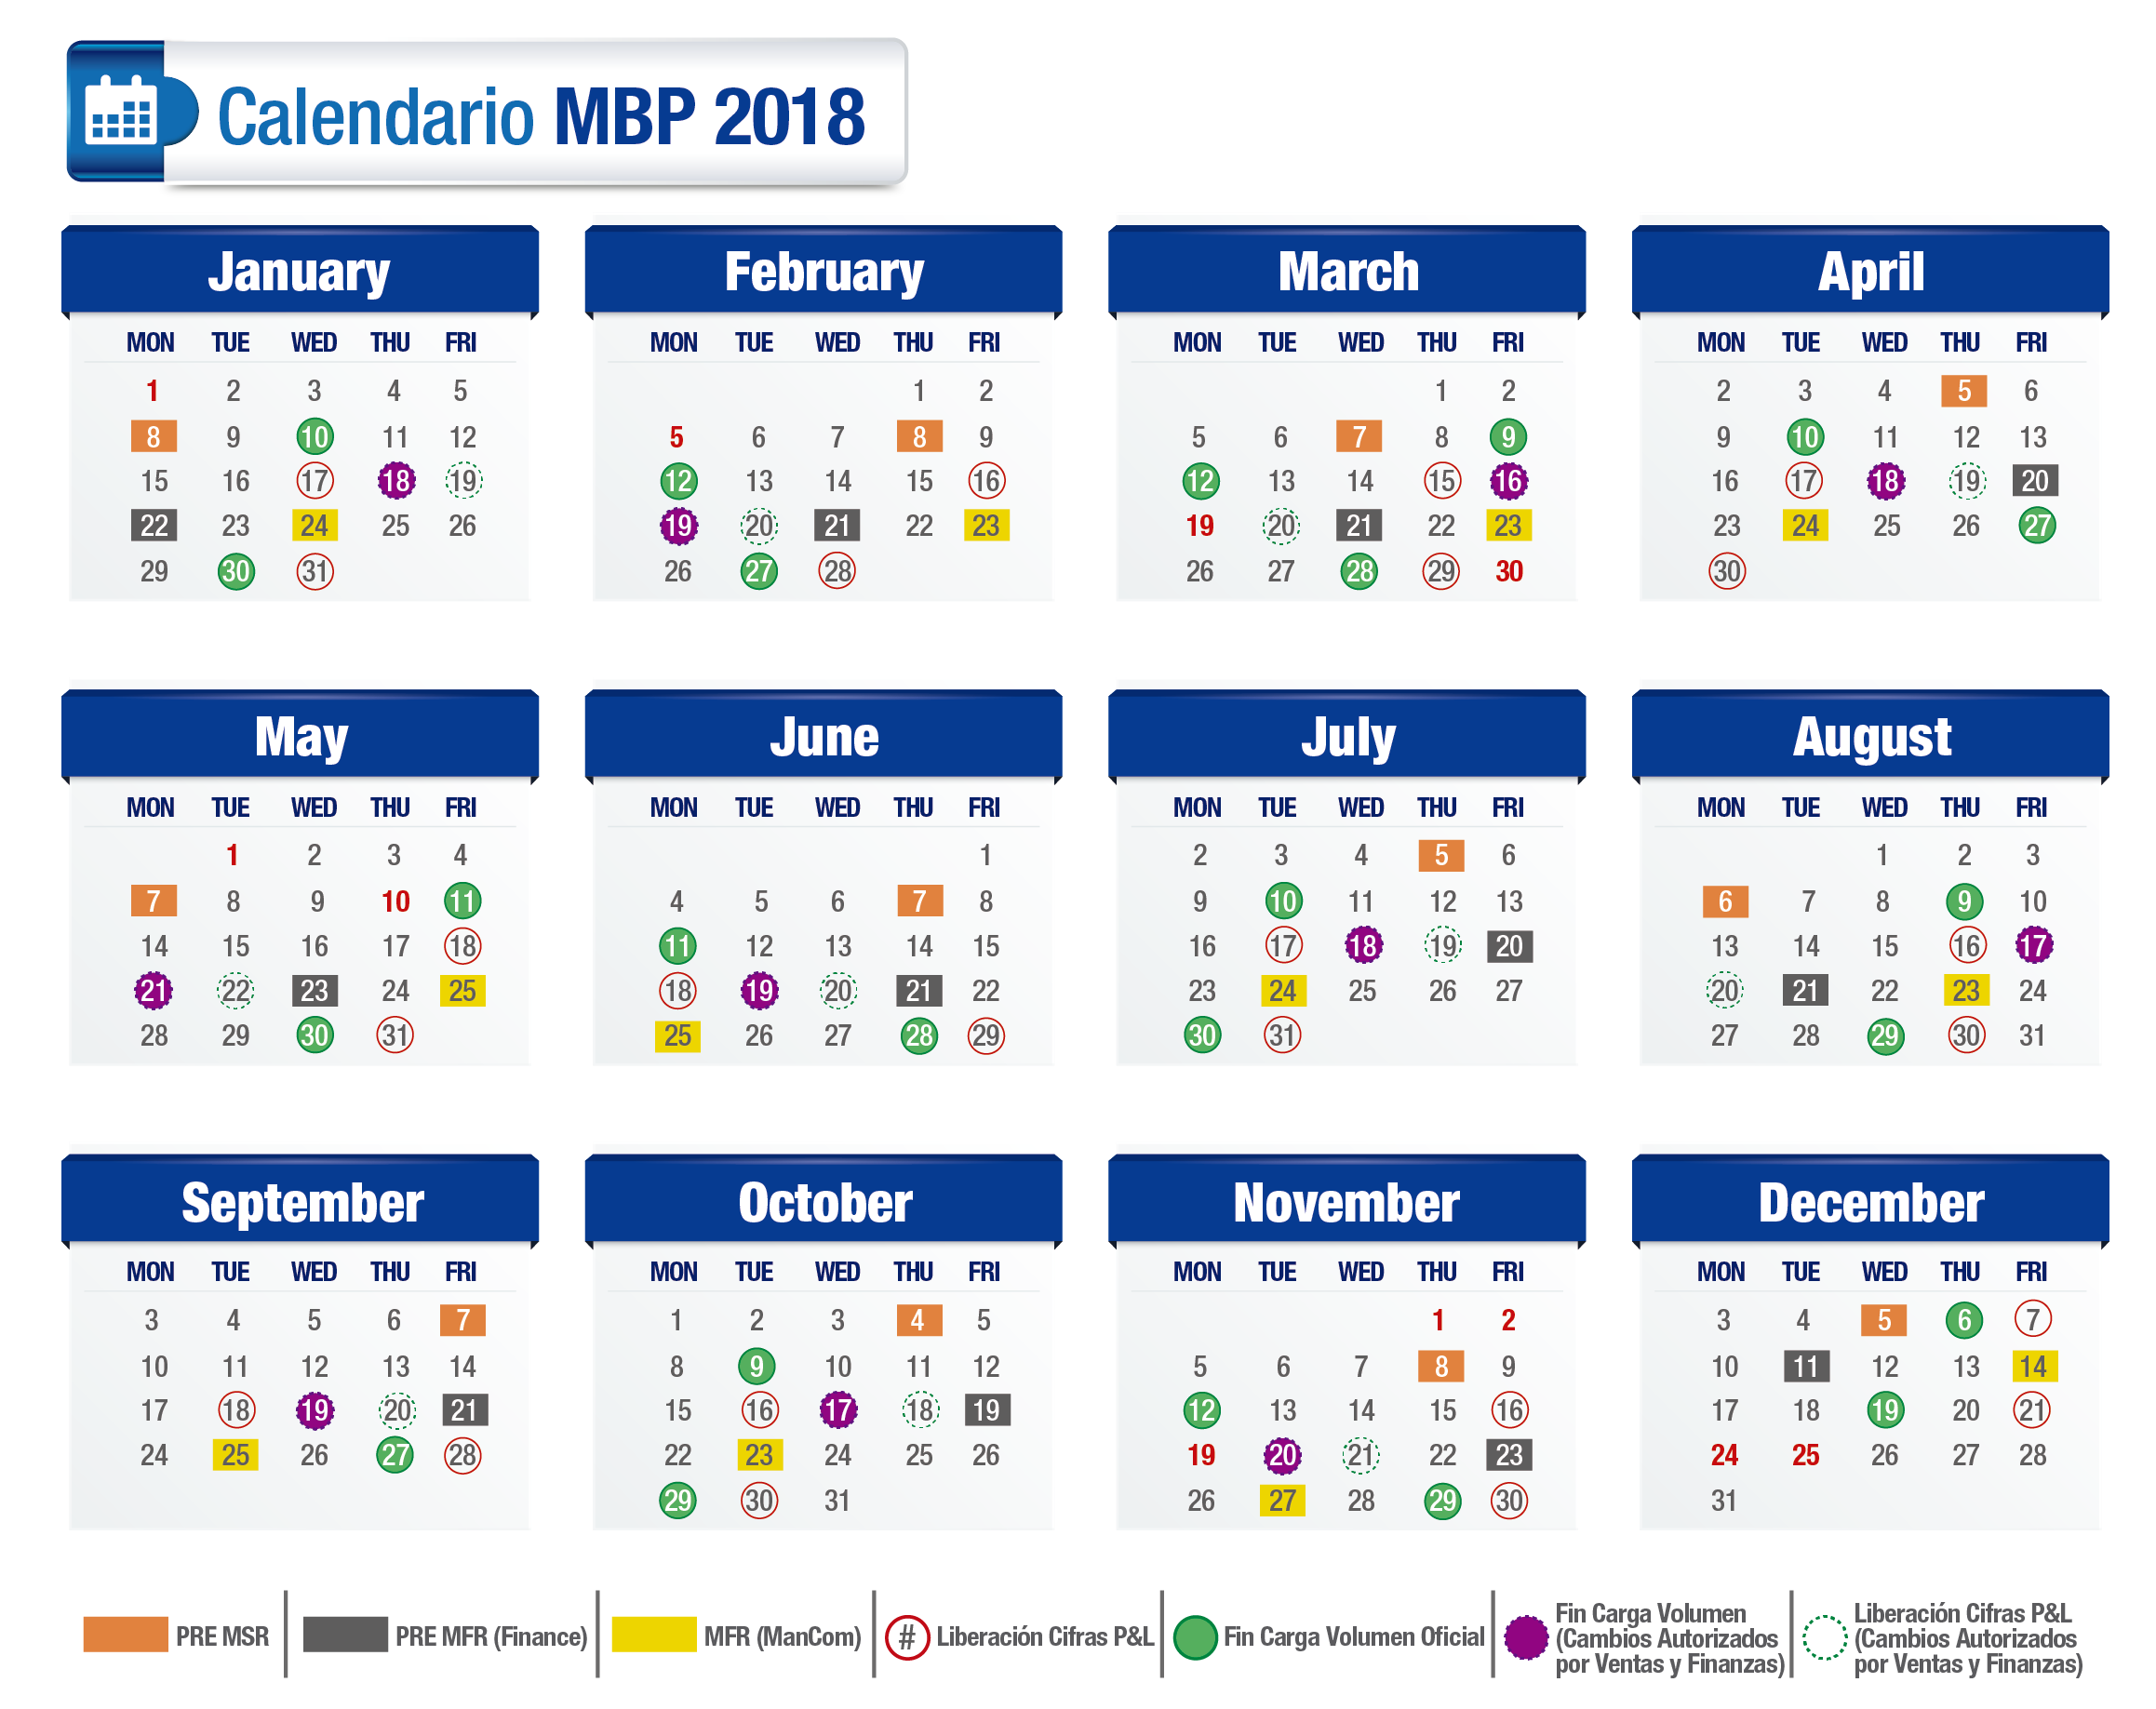 Calendario MBP 2018
January
MON TUE WED THU FRI
1 2 3 4 5
8 9 10 11 12
15 16 17 18 19
22 23 24 25 26
29 30 31
February
MON TUE WED THU FRI
1 2
5 6 7 8 9
12 13 14 15 16
19 20 21 22 23
26 27 28
March
MON TUE WED THU FRI
1 2
5 6 7 8 9
12 13 14 15 16
19 20 21 22 23
26 27 28 29 30
April
MON TUE WED THU FRI
2 3 4 5 6
9 10 11 12 13
16 17 18 19 20
23 24 25 26 27
30
May
MON TUE WED THU FRI
1 2 3 4
7 8 9 10 11
14 15 16 17 18
21 22 23 24 25
28 29 30 31
June
MON TUE WED THU FRI
1
4 5 6 7 8
11 12 13 14 15
18 19 20 21 22
25 26 27 28 29
July
MON TUE WED THU FRI
2 3 4 5 6
9 10 11 12 13
16 17 18 19 20
23 24 25 26 27
30 31
August
MON TUE WED THU FRI
1 2 3
6 7 8 9 10
13 14 15 16 17
20 21 22 23 24
27 28 29 30 31
September
MON TUE WED THU FRI
3 4 5 6 7
10 11 12 13 14
17 18 19 20 21
24 25 26 27 28
October
MON TUE WED THU FRI
1 2 3 4 5
8 9 10 11 12
15 16 17 18 19
22 23 24 25 26
29 30 31
November
MON TUE WED THU FRI
1 2
5 6 7 8 9
12 13 14 15 16
19 20 21 22 23
26 27 28 29 30
December
MON TUE WED THU FRI
3 4 5 6 7
10 11 12 13 14
17 18 19 20 21
24 25 26 27 28
31
PRE MSR
PRE MFR (Finance)
MFR (ManCom)
# Liberación Cifras P&L
Fin Carga Volumen Oficial
Fin Carga Volumen
(Cambios Autorizados
por Ventas y Finanzas)
Liberación Cifras P&L
(Cambios Autorizados
por Ventas y Finanzas)